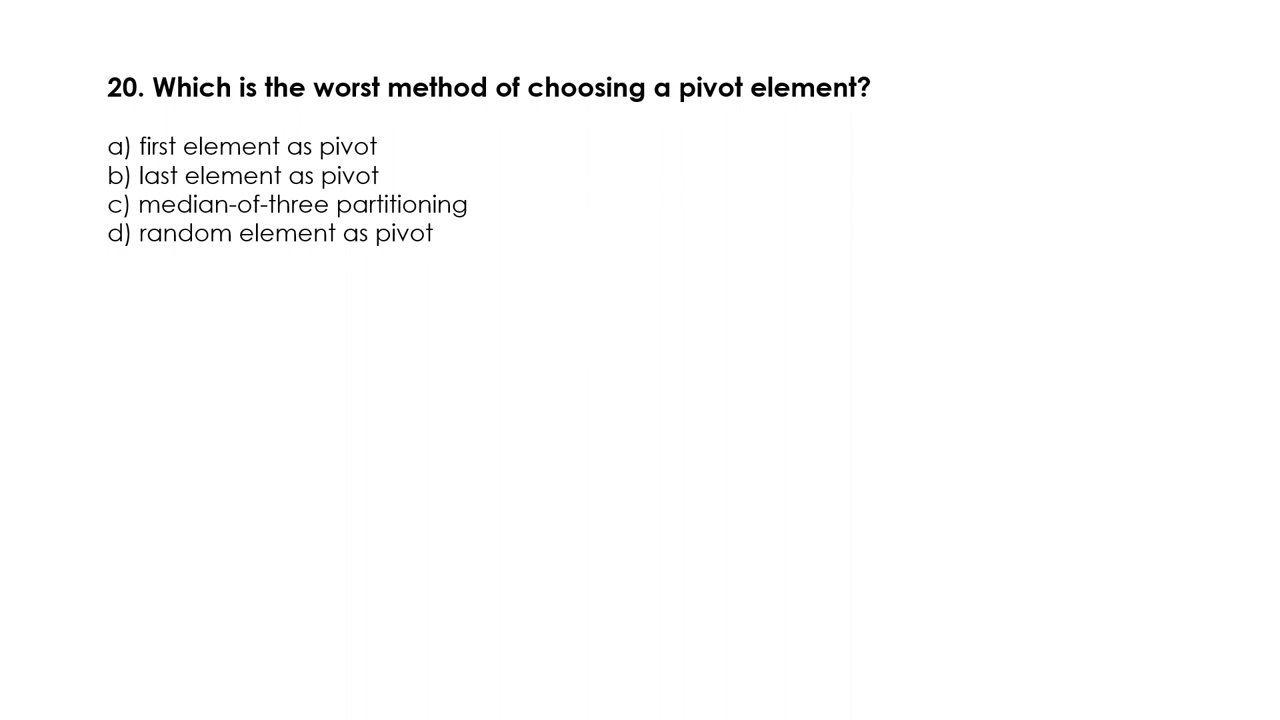 20. Which is the worst method of choosing a pivot element?
a) first element as pivot
b) last element as pivot
c) median-of-three partitioning
d) random element as pivot